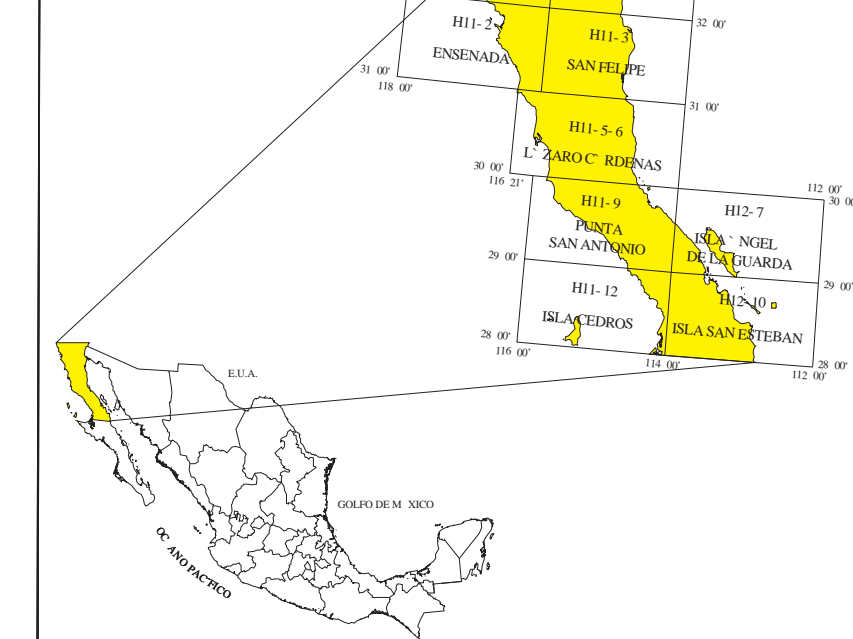 32 00'
H11- 2
H11- 3
ENSENADA
SAN FELIPE
31 00'
118 00'
31 00'
H11- 5- 6
L` ZARO C` RDENAS
30 00'
116 21'
112 00'
30 00'
H11- 9
H12- 7
PUNTA
SAN ANTONIO
ISLA ` NGEL
DE LA GUARDA
29 00'
29 00'
H11- 12
H12- 10
ISLA CEDROS
ISLA SAN ESTEBAN
28 00'
116 00'
114 00'
28 00'
112 00'
E.U.A.
GOLFO DE M XICO
OC ANO PACFICO